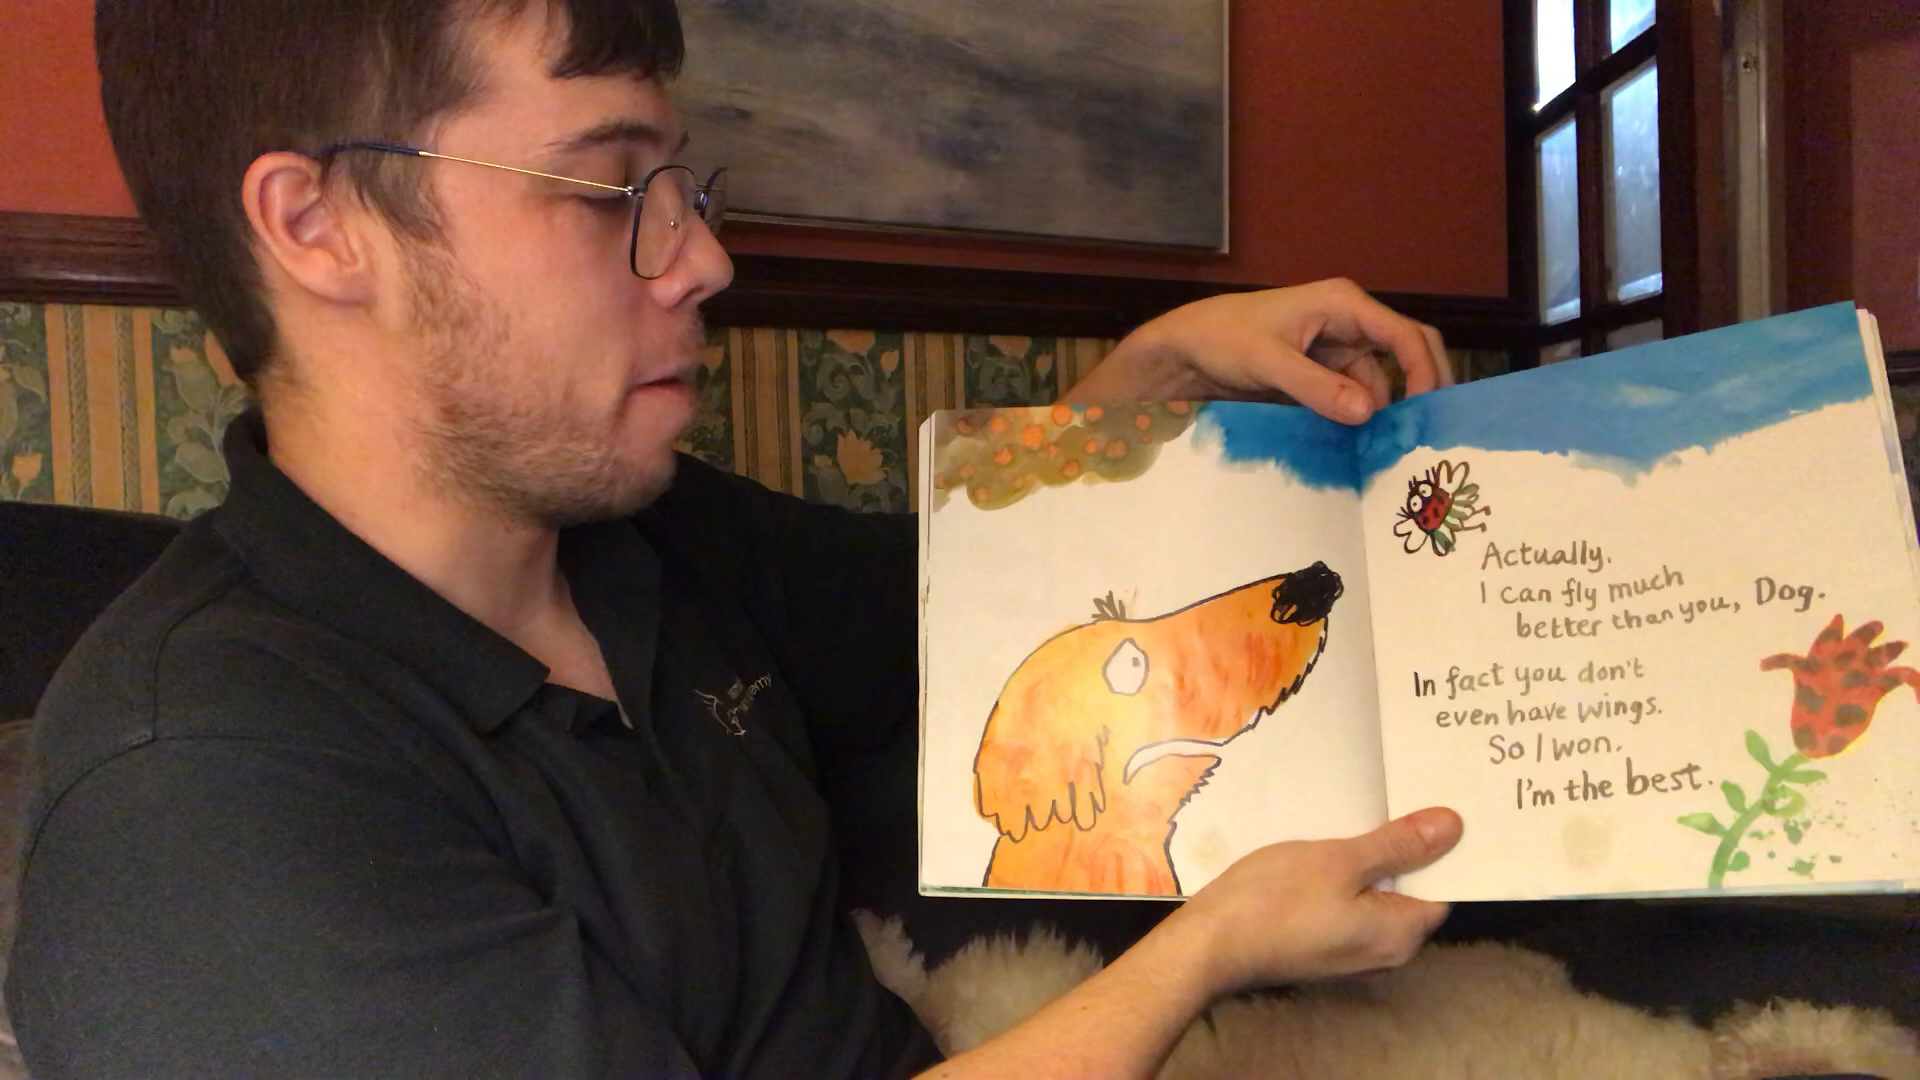 Actually.
I can fly much
better than you, Dog.
In fact you don't
even have wings.
So I won.
I'm the best.